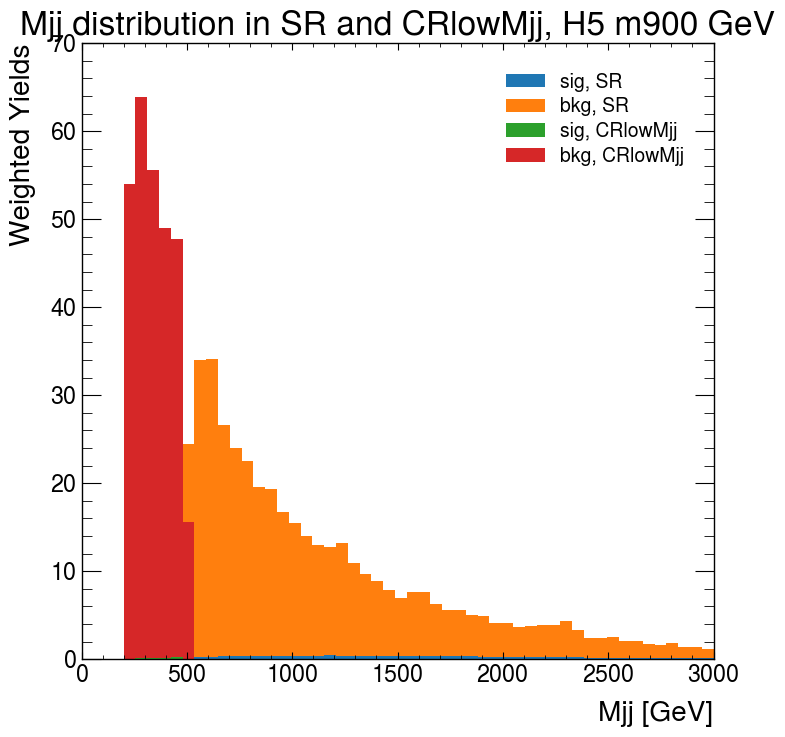 Mjj distribution in SR and CRlowMjj, H5 m900 GeV
Weighted Yields
70
60
50
40
30
20
10
0
sig, SR
bkg, SR
sig, CRlowMjj
bkg, CRlowMjj
0 500 1000 1500 2000 2500 3000
Mjj [GeV]